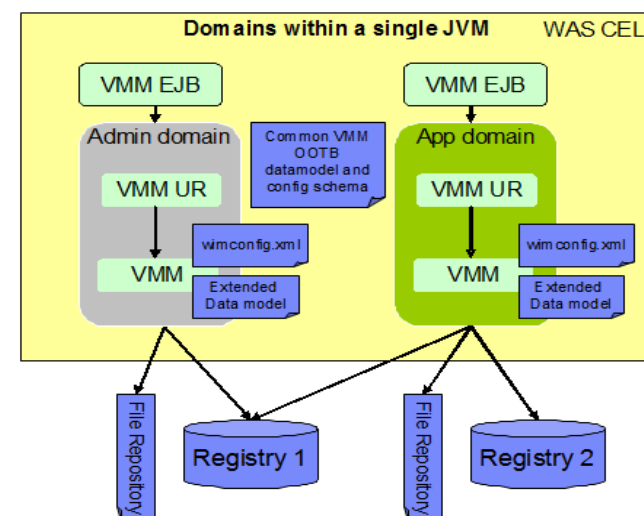 Domains within a single JVM
WAS CEL
VMM EJB
VMM EJB
Admin domain
Common VMM
OOTB
datamodel and
config schema
App domain
VMM UR
VMM UR
wimconfig.xml
wimconfig.xml
VMM
VMM
Extended
Data model
Extended
Data model
File Repository
Registry 1
File Repository
Registry 2